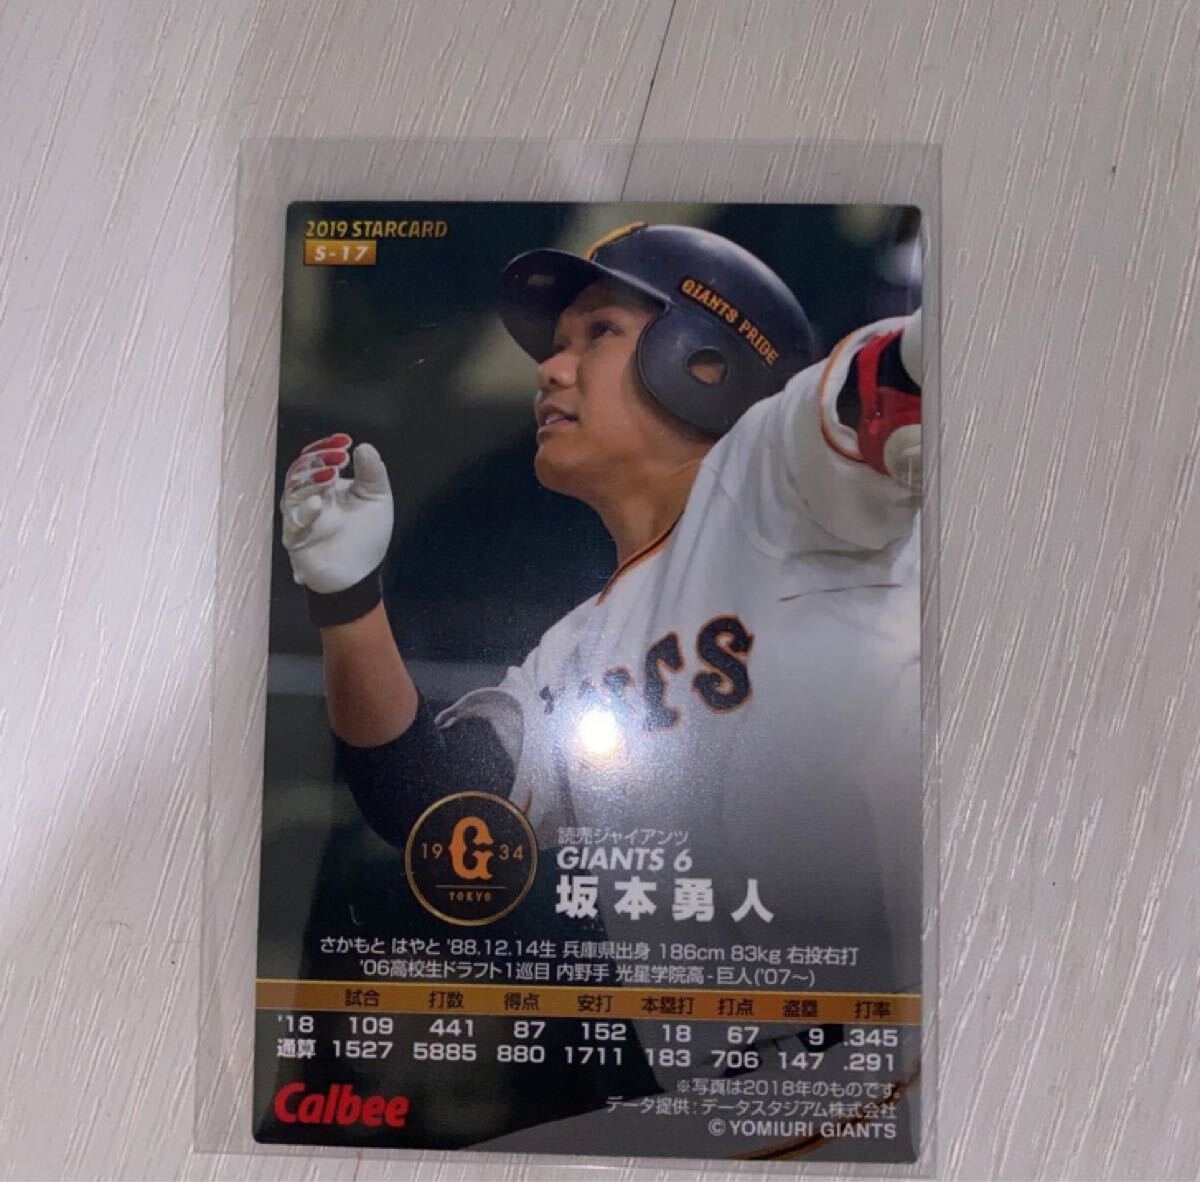 2019 STARCARD
S-17
GIANTS PRIDE
19 G 34
TOKYO
読売ジャイアンツ
GIANTS 6
坂本勇人
さかもと はやと '88.12.14生 兵庫県出身 186cm 83kg 右投右打
'06高校生ドラフト1巡目 内野手 光星学院高-巨人('07～)
試合 打数 得点 安打 本塁打 打点 盗塁 打率
'18 109 441 87 152 18 67 9 .345
通算 1527 5885 880 1711 183 706 147 .291
※写真は2018年のものです
データ提供：データスタジアム株式会社
© YOMIURI GIANTS
Calbee